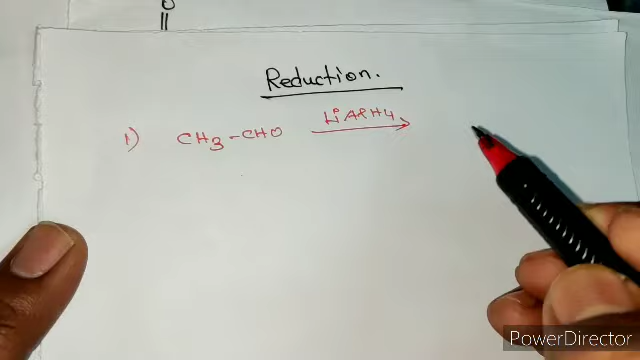 O
||
Reduction.
1) CH3-CHO LiAlH4
PowerDirector